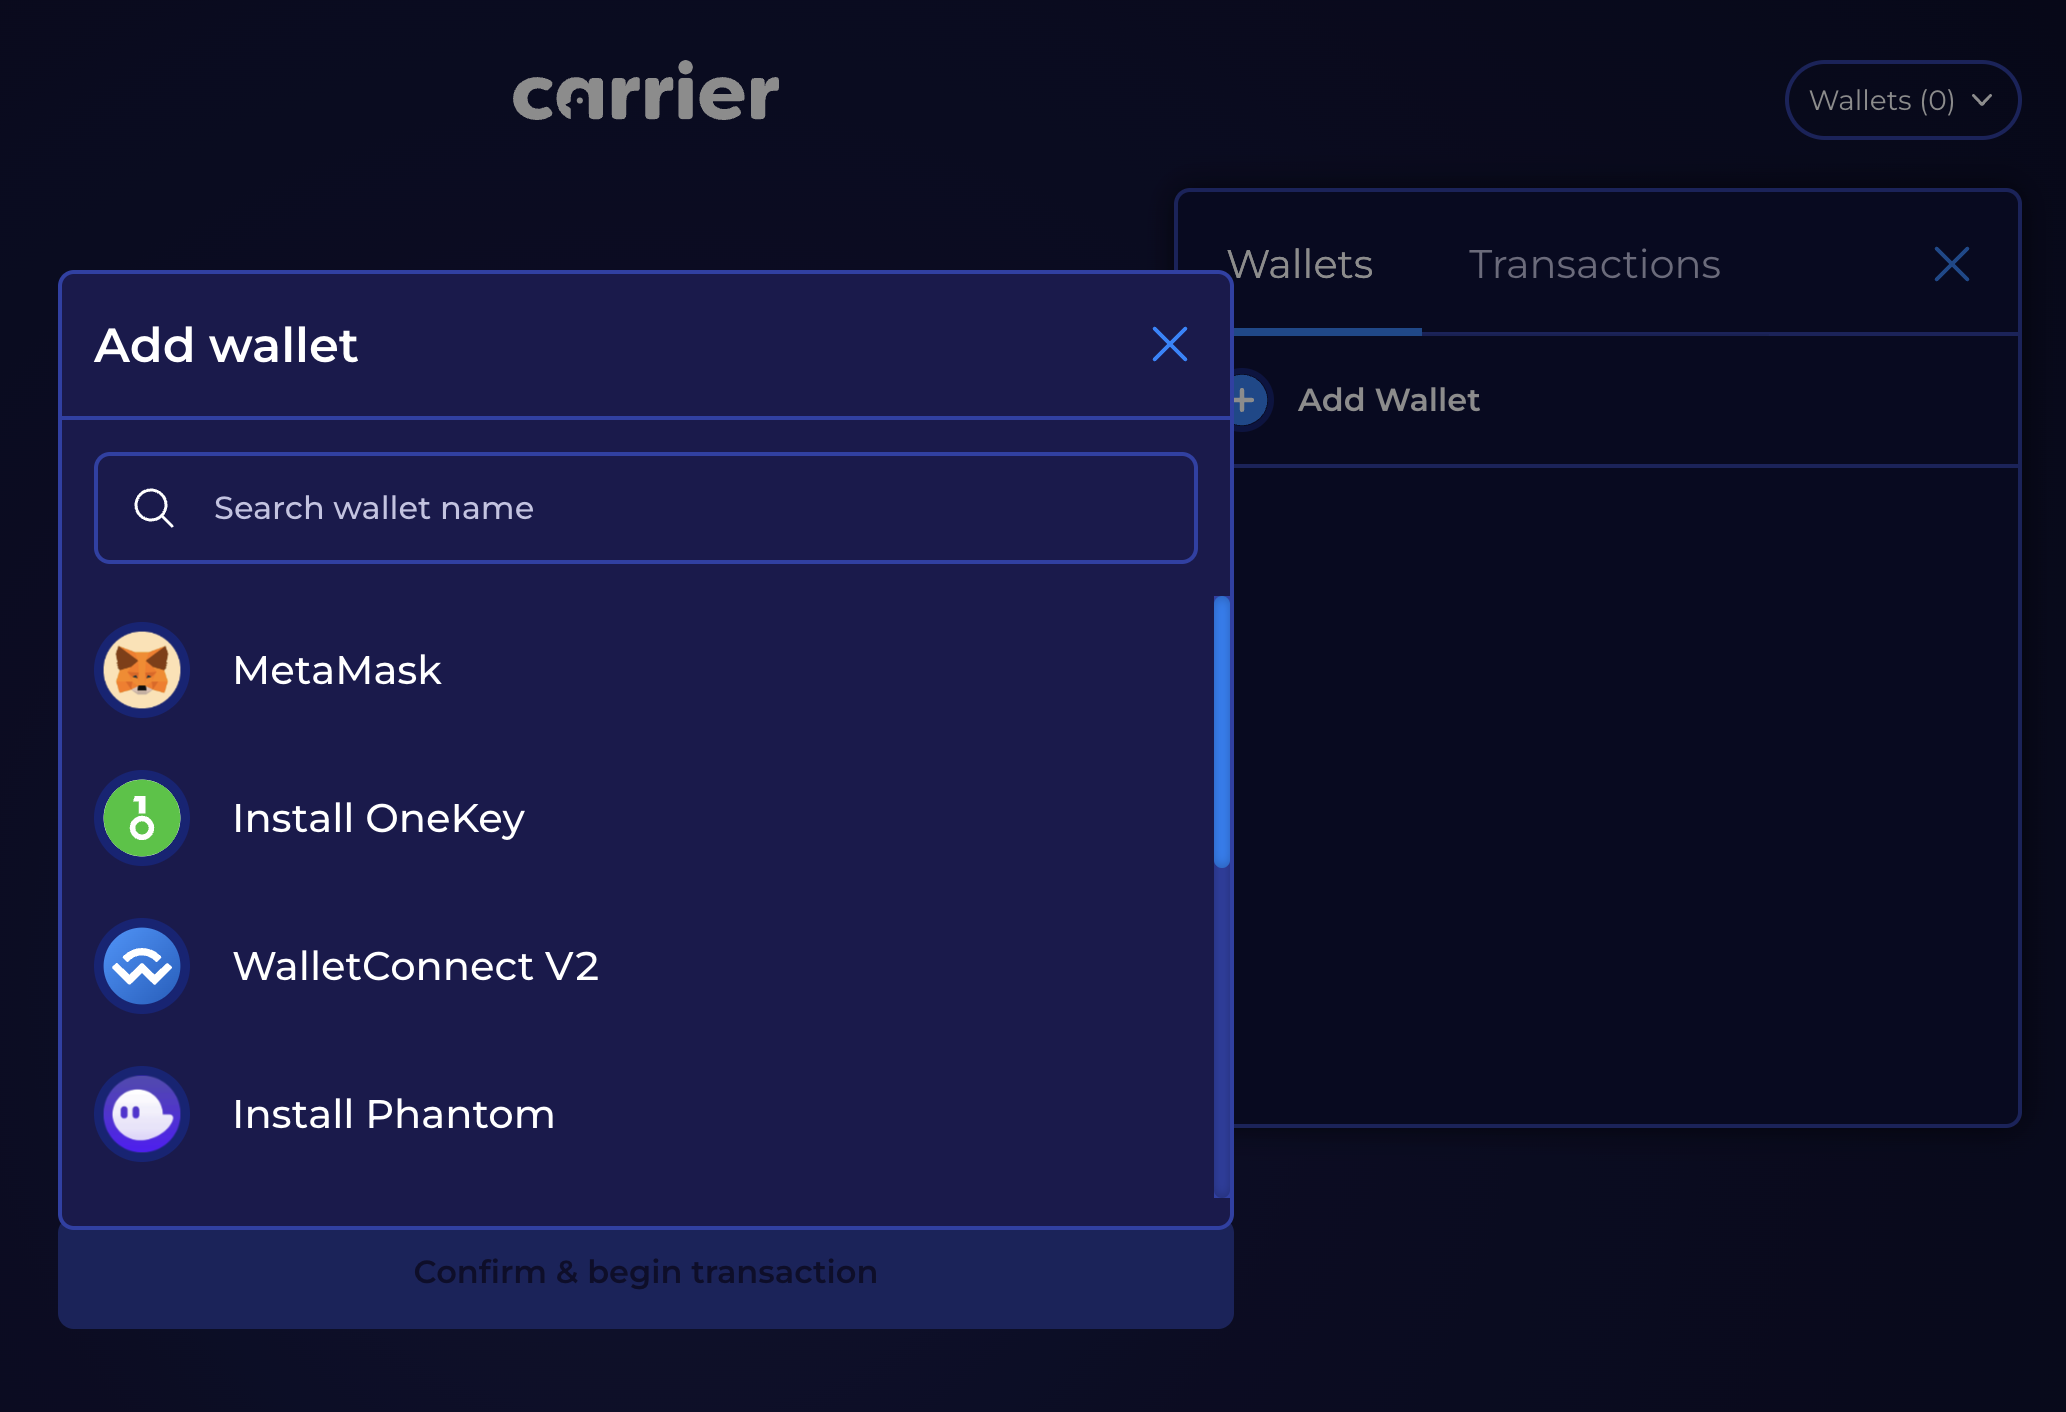 carrier
Wallets (0)
Wallets
Transactions
Add Wallet
Add wallet
Search wallet name
MetaMask
Install OneKey
WalletConnect V2
Install Phantom
Confirm & begin transaction